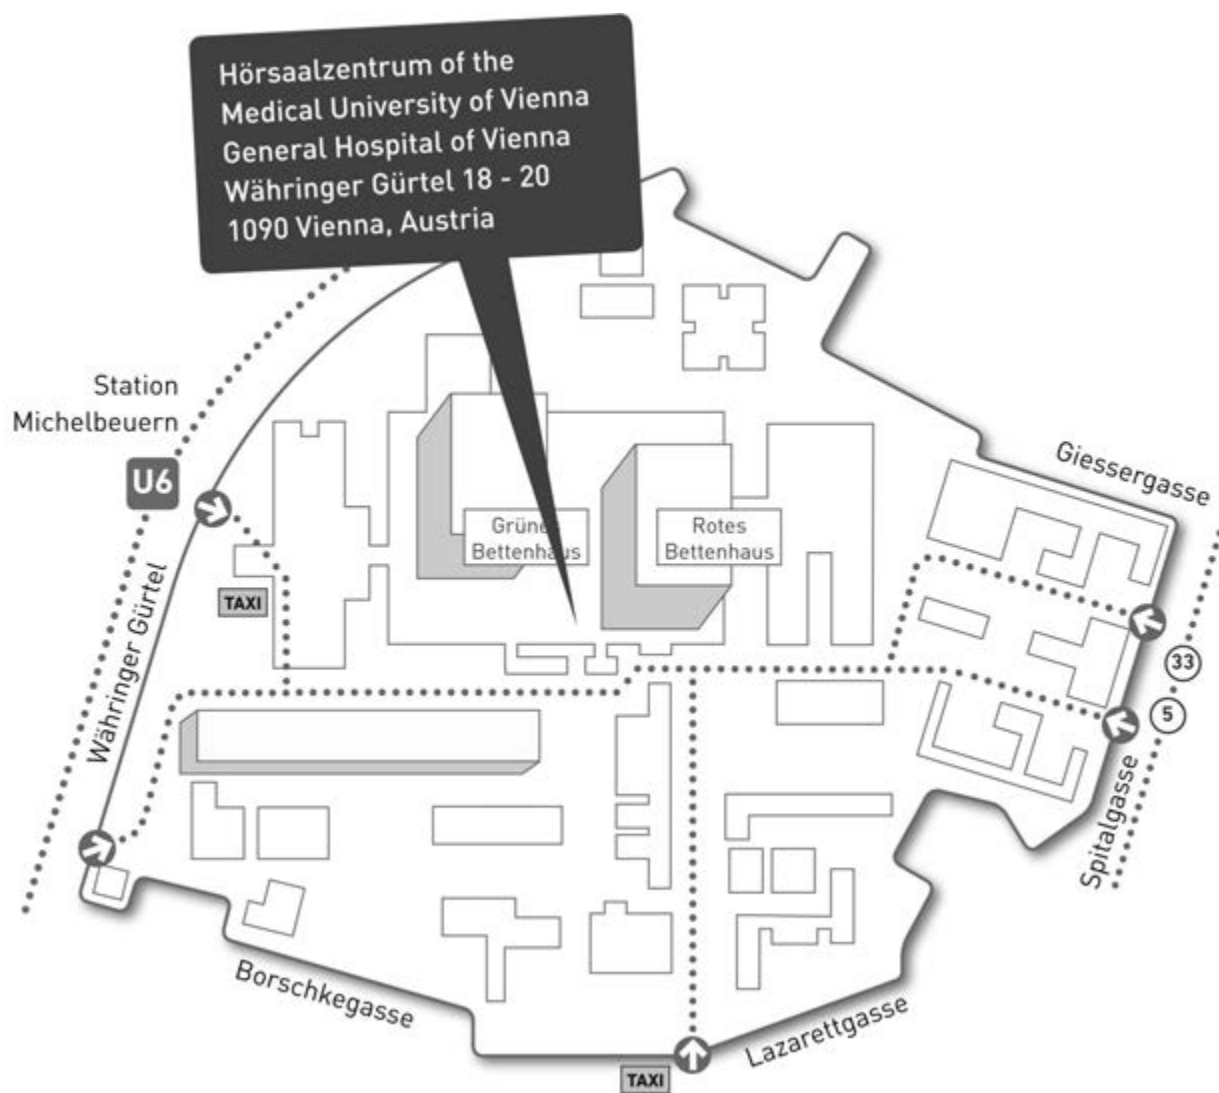 Hörsaalzentrum of the
Medical University of Vienna
General Hospital of Vienna
Währinger Gürtel 18 - 20
1090 Vienna, Austria
Station
Michelbeuern
U6
Giessergasse
Grünes
Bettenhaus
Rotes
Bettenhaus
TAXI
Währinger Gürtel
33
5
Spitalgasse
Borschkegasse
Lazarettgasse
TAXI